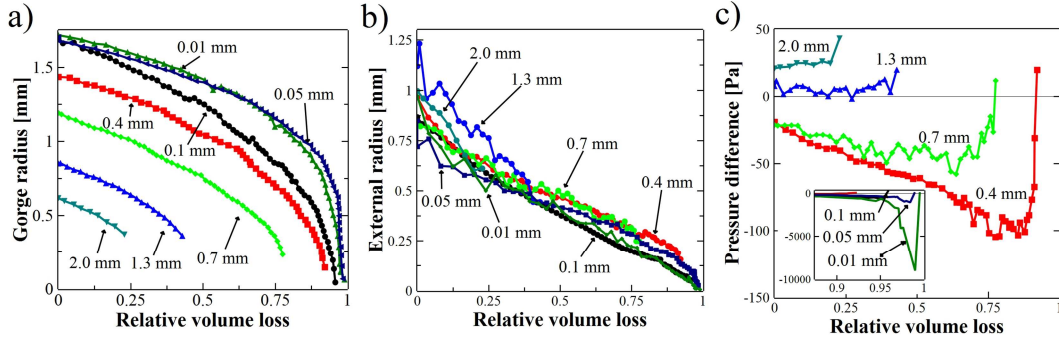 a)
Gorge radius [mm]
1.5
1
0.5
0
0.01 mm
0.05 mm
0.4 mm
0.1 mm
0.7 mm
2.0 mm
1.3 mm
0
0.25
0.5
0.75
1
Relative volume loss
b)
External radius [mm]
1.25
1
0.75
0.5
0.25
0
2.0 mm
1.3 mm
0.7 mm
0.4 mm
0.05 mm
0.01 mm
0.1 mm
0
0.25
0.5
0.75
1
Relative volume loss
c)
Pressure difference [Pa]
50
0
-50
-100
-150
2.0 mm
1.3 mm
0.7 mm
0.4 mm
0
-5000
-10000
0.1 mm
0.05 mm
0.01 mm
0.9
0.95
1
0
0.25
0.5
0.75
1
Relative volume loss